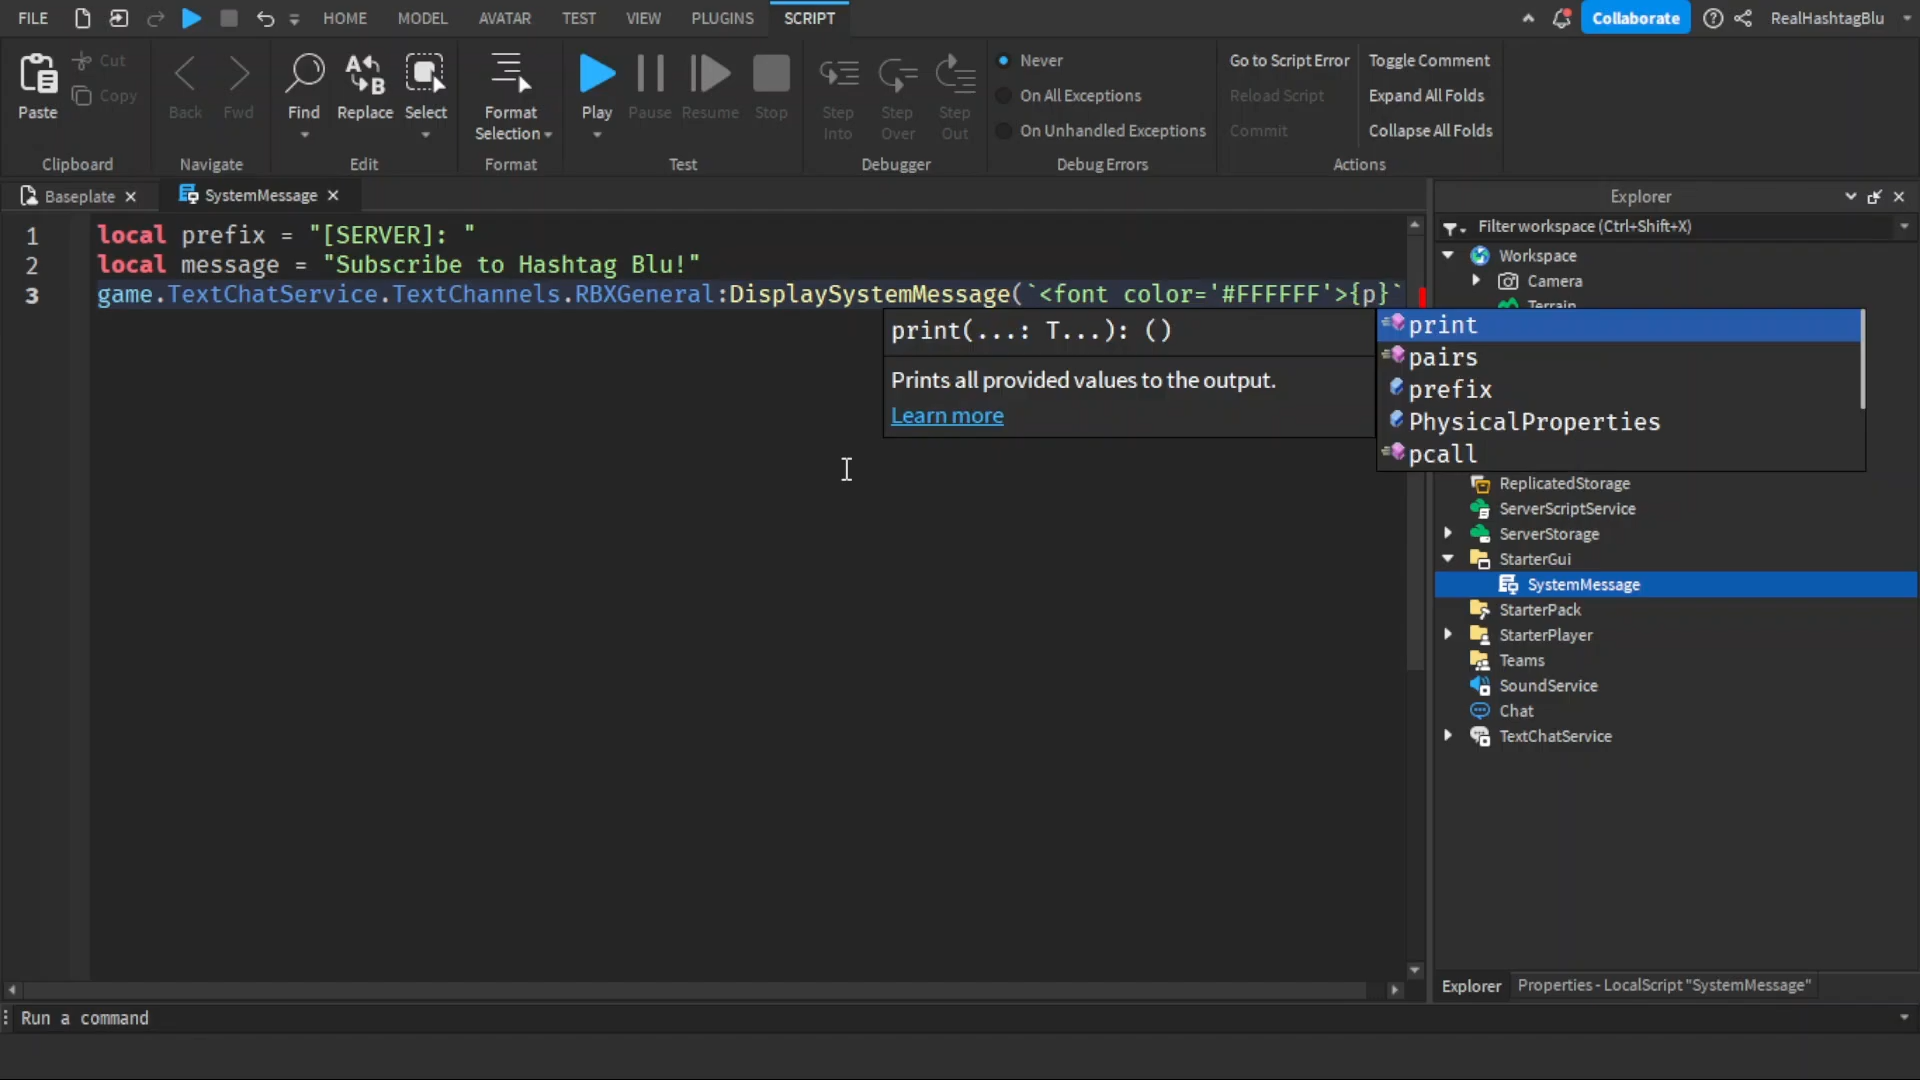 FILE HOME MODEL AVATAR TEST VIEW PLUGINS SCRIPT Collaborate RealHashtagBlu
Paste Cut Copy
Back Fwd
Find Replace Select
Format Selection
Play Pause Resume Stop
Step Into Step Over Step Out
Never
On All Exceptions
On Unhandled Exceptions
Go to Script Error
Reload Script
Commit
Toggle Comment
Expand All Folds
Collapse All Folds
Clipboard Navigate Edit Format Test Debugger Debug Errors Actions
Baseplate SystemMessage
1 local prefix = "[SERVER]: "
2 local message = "Subscribe to Hashtag Blu!"
3 game.TextChatService.TextChannels.RBXGeneral:DisplaySystemMessage(`<font color='#FFFFFF'>{p}`
print(...: T...): ()
Prints all provided values to the output.
Learn more
print
pairs
prefix
PhysicalProperties
pcall
Explorer
Filter workspace (Ctrl+Shift+X)
Workspace
Camera
Terrain
ReplicatedStorage
ServerScriptService
ServerStorage
StarterGui
SystemMessage
StarterPack
StarterPlayer
Teams
SoundService
Chat
TextChatService
Explorer Properties - LocalScript "SystemMessage"
Run a command